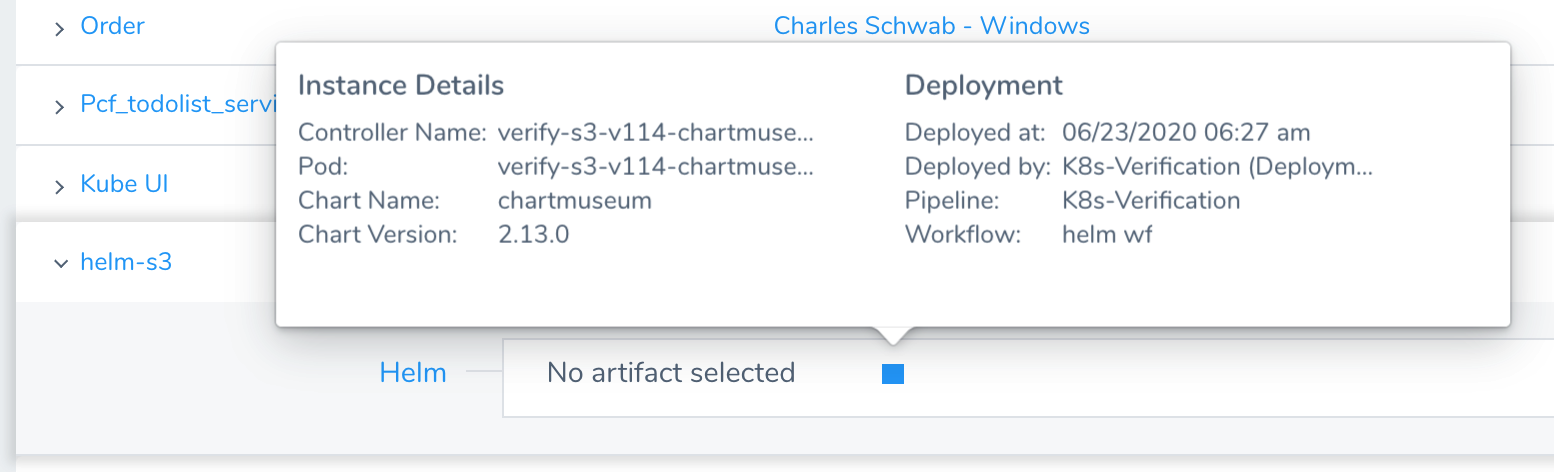 Order
Charles Schwab - Windows
Pcf_todolist_servi
Kube UI
helm-s3
Instance Details
Controller Name: verify-s3-v114-chartmuse...
Pod: verify-s3-v114-chartmuse...
Chart Name: chartmuseum
Chart Version: 2.13.0
Deployment
Deployed at: 06/23/2020 06:27 am
Deployed by: K8s-Verification (Deploym...
Pipeline: K8s-Verification
Workflow: helm wf
Helm
No artifact selected